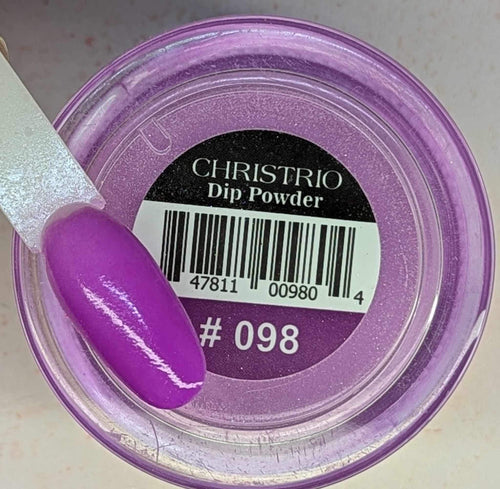 CHRISTRIO
Dip Powder
47811 00980 4
# 098